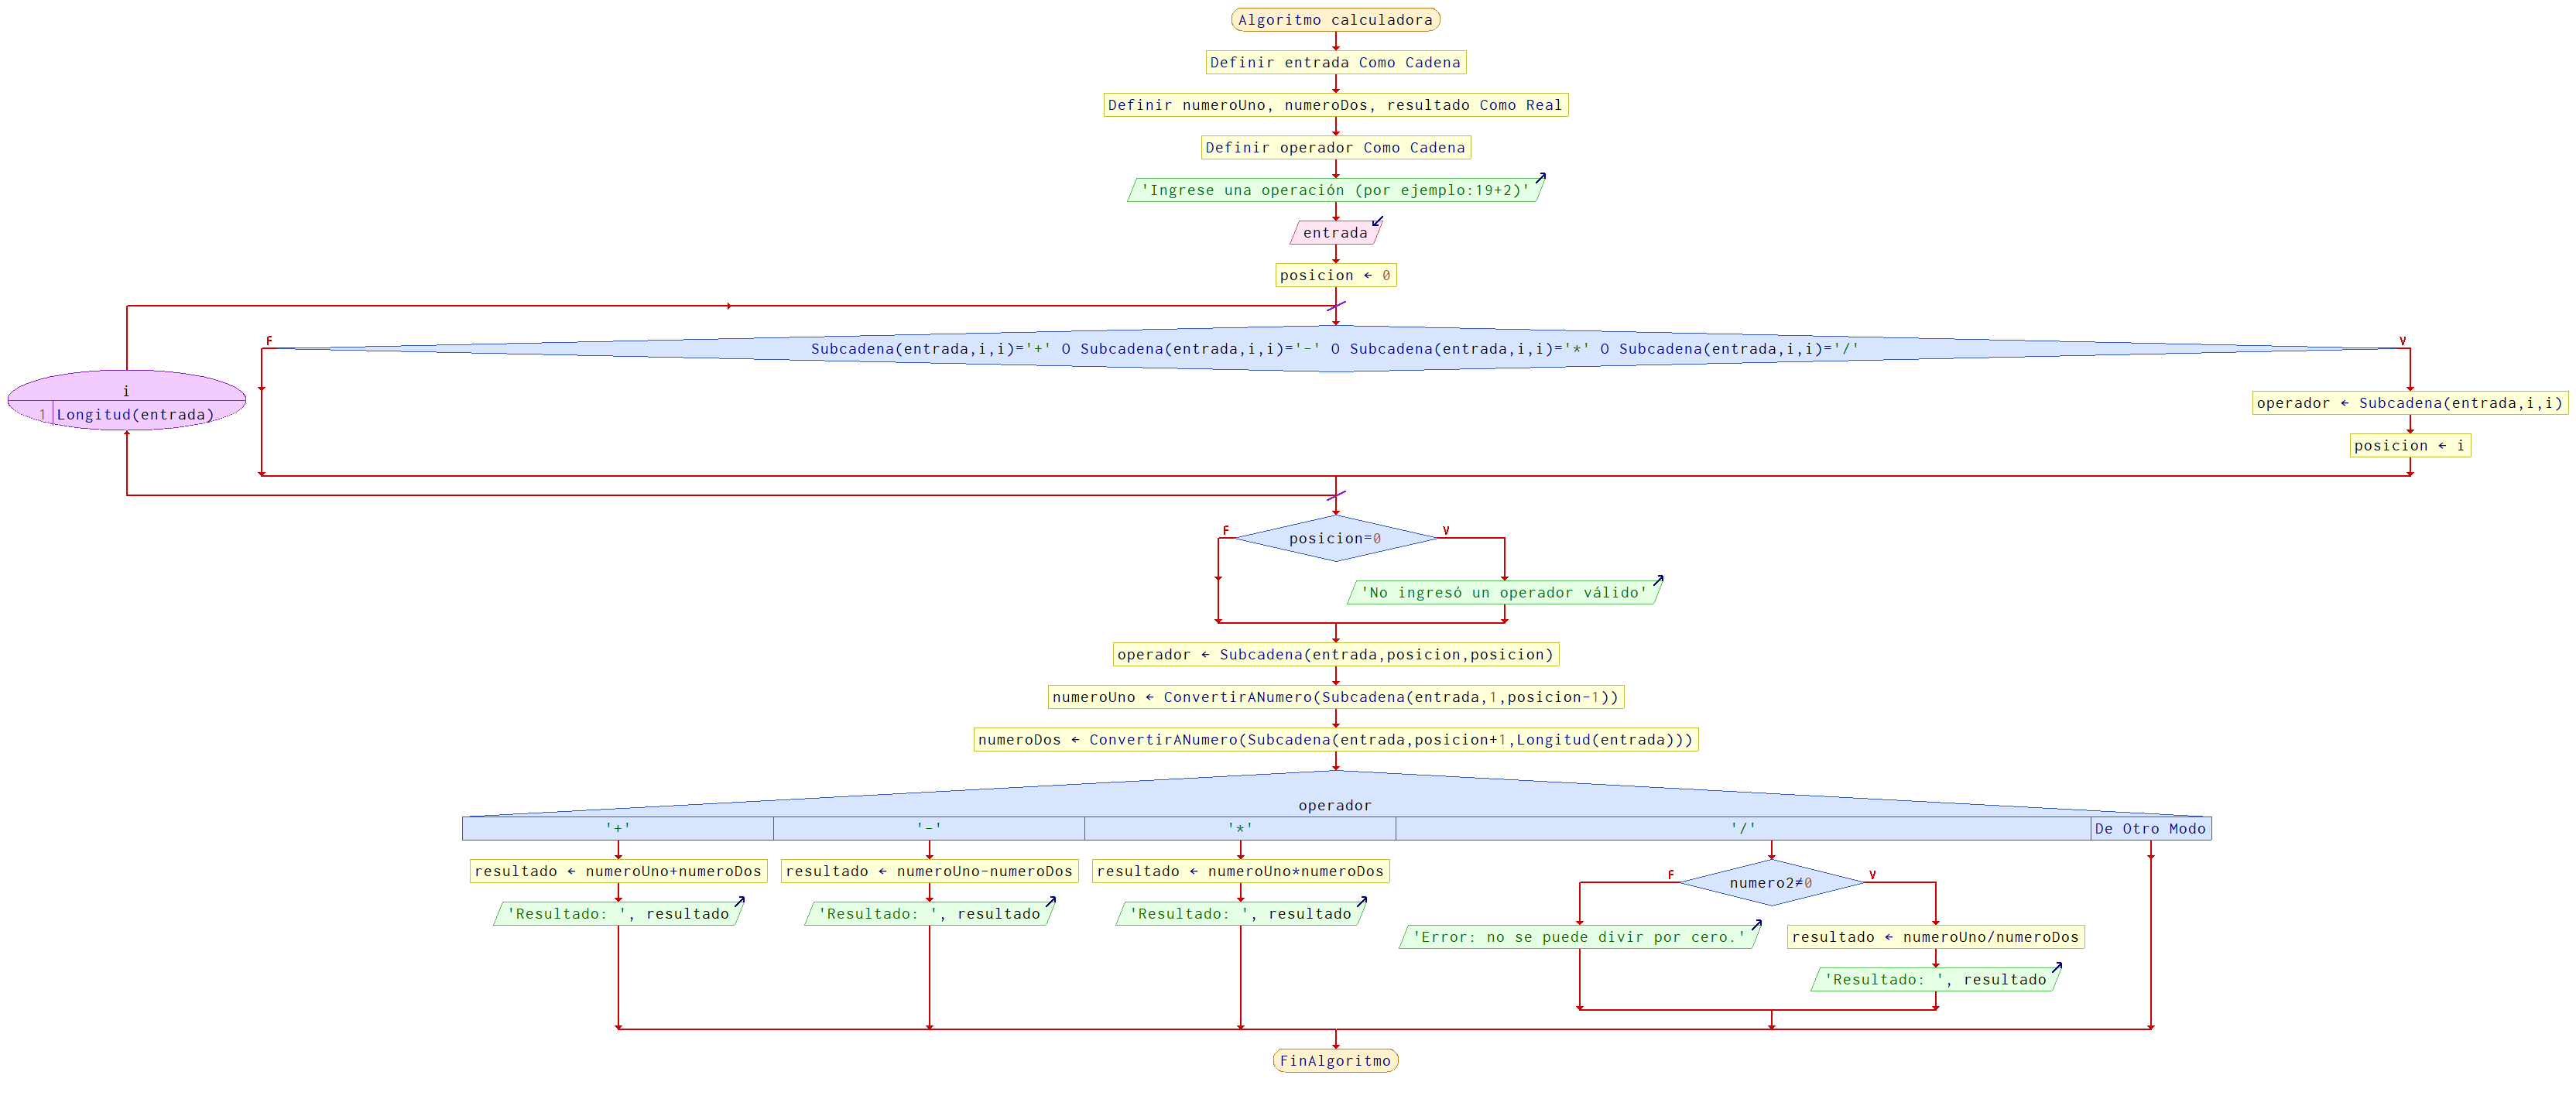 Algoritmo calculadora
Definir entrada Como Cadena
Definir numeroUno, numeroDos, resultado Como Real
Definir operador Como Cadena
'Ingrese una operación (por ejemplo:19+2)'
entrada
posicion ← 0
F
V
Subcadena(entrada,i,i)='+' O Subcadena(entrada,i,i)='-' O Subcadena(entrada,i,i)='*' O Subcadena(entrada,i,i)='/'
i
1 Longitud(entrada)
operador ← Subcadena(entrada,i,i)
posicion ← i
F
V
posicion=0
'No ingresó un operador válido'
operador ← Subcadena(entrada,posicion,posicion)
numeroUno ← ConvertirANumero(Subcadena(entrada,1,posicion-1))
numeroDos ← ConvertirANumero(Subcadena(entrada,posicion+1,Longitud(entrada)))
operador
'+' '-' '*' '/' De Otro Modo
resultado ← numeroUno+numeroDos
'Resultado: ', resultado
resultado ← numeroUno-numeroDos
'Resultado: ', resultado
resultado ← numeroUno*numeroDos
'Resultado: ', resultado
F
V
numero2≠0
'Error: no se puede divir por cero.'
resultado ← numeroUno/numeroDos
'Resultado: ', resultado
FinAlgoritmo